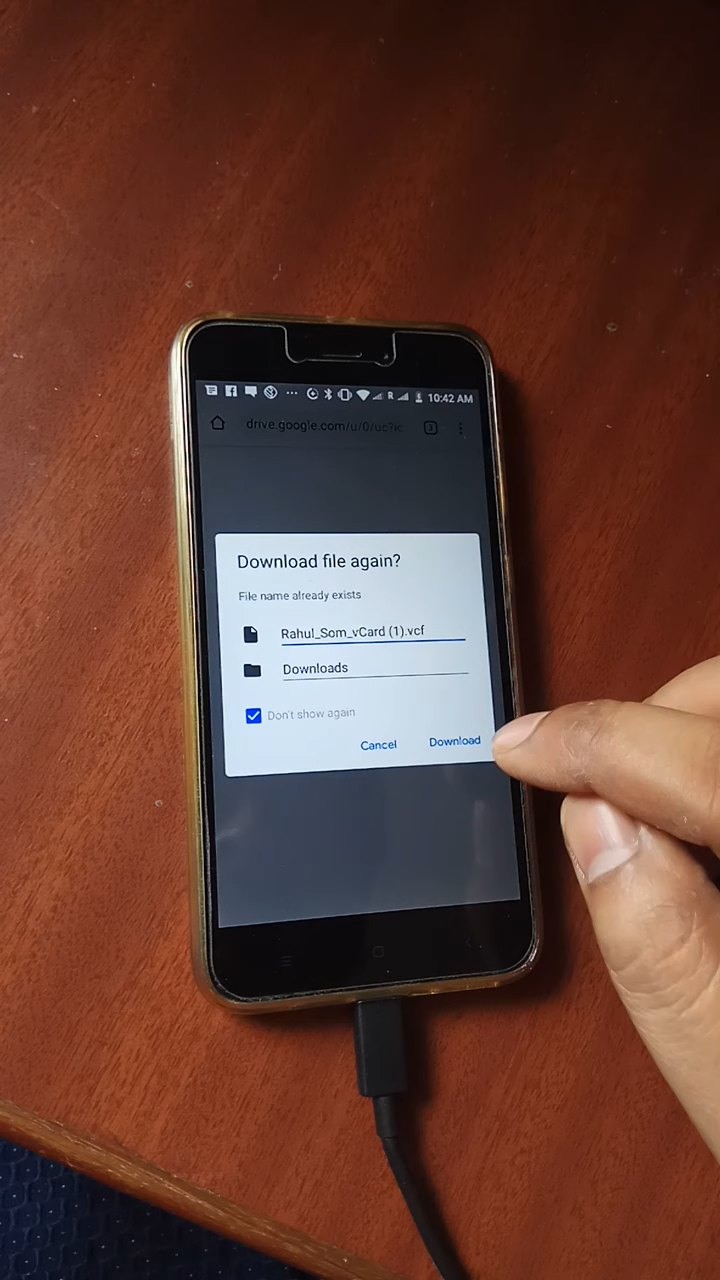 R 10:42 AM
drive.google.com/u/0/uc?ic
3
Download file again?
File name already exists
Rahul_Som_vCard (1).vcf
Downloads
Don't show again
Cancel Download